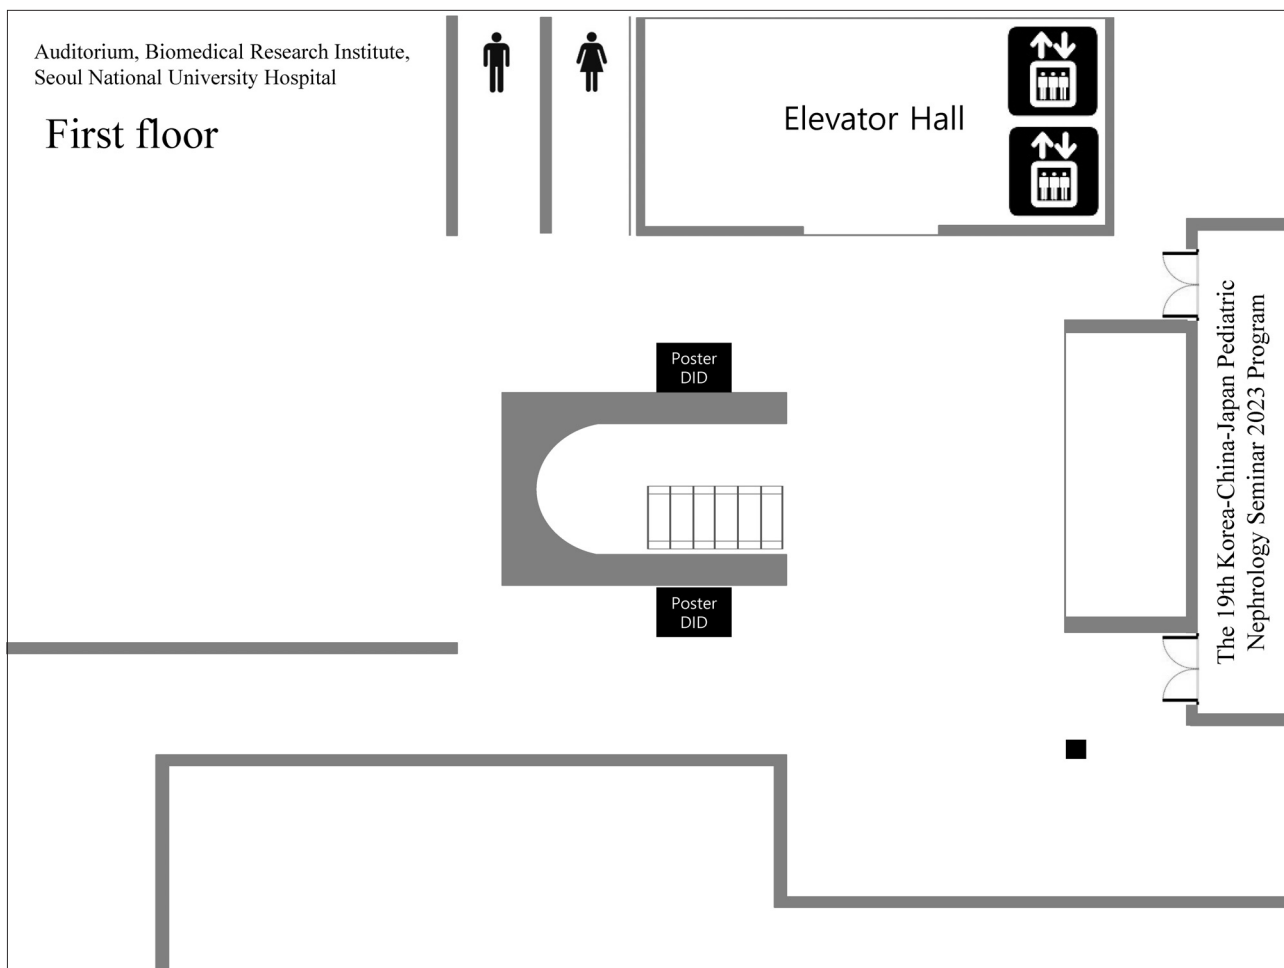 Auditorium, Biomedical Research Institute,
Seoul National University Hospital
First floor
Elevator Hall
Poster
DID
Poster
DID
The 19th Korea-China-Japan Pediatric
Nephrology Seminar 2023 Program